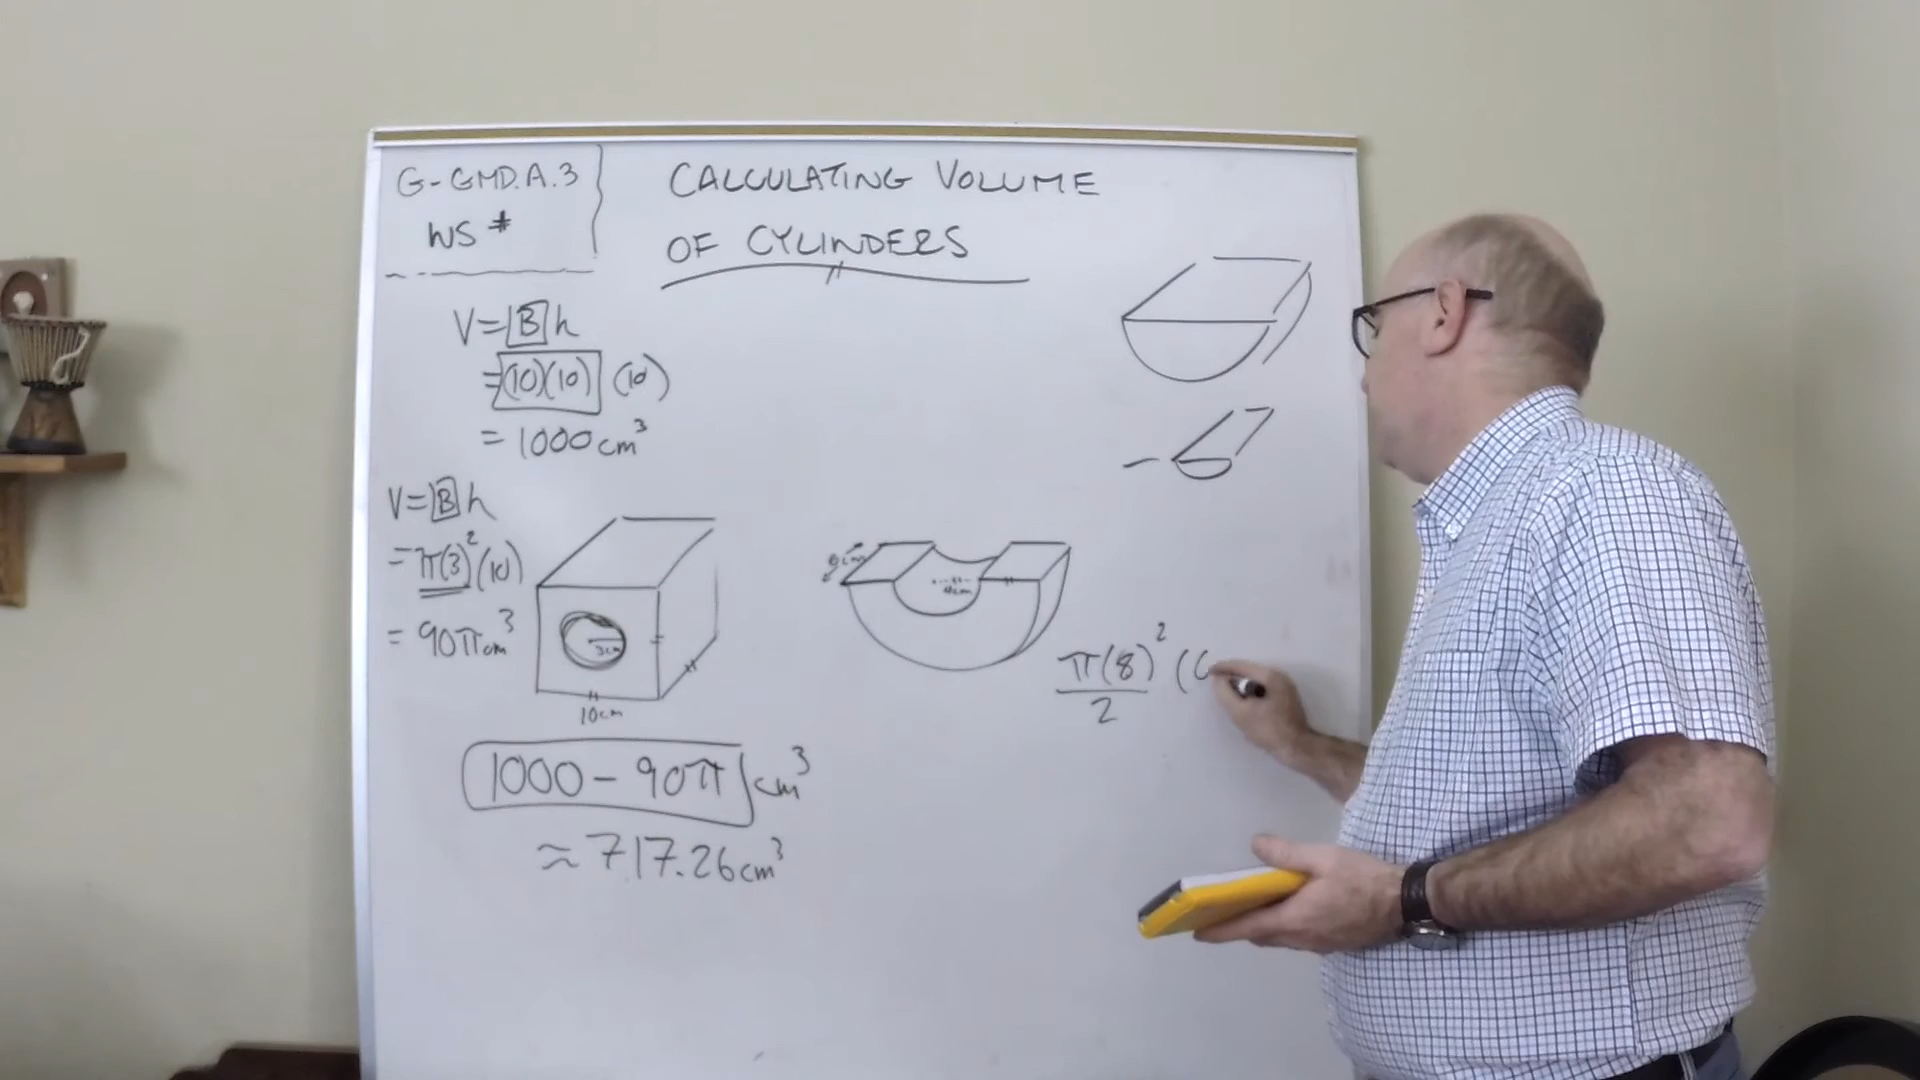 G-GMD.A.3
WS #
CALCULATING VOLUME
OF CYLINDERS
V=Bh
=(10)(10) (10)
= 1000cm³
V=Bh
=π(3)²(10)
= 90πcm³
3cm
10cm
1000 - 90π cm³
≈ 717.26cm³
4cm
π(8)² (
2